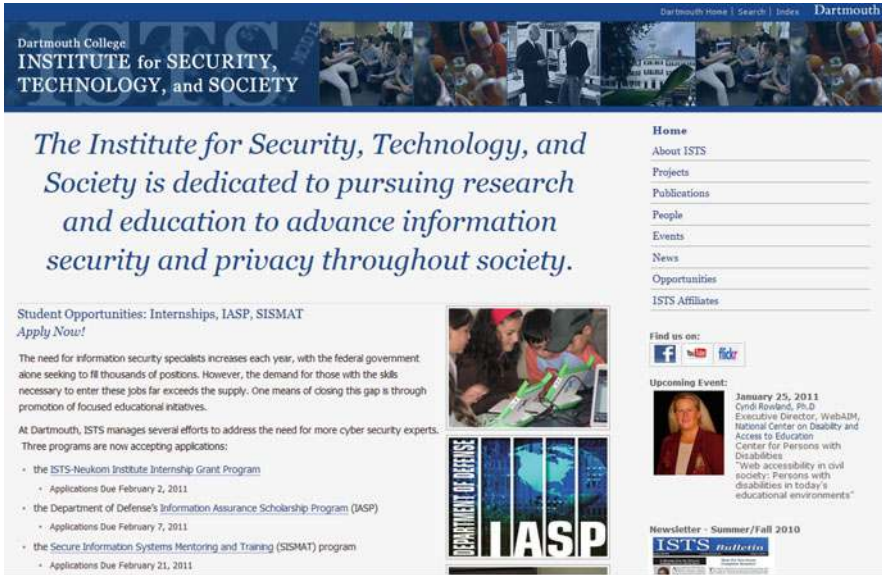 Dartmouth Home | Search | Index Dartmouth
Dartmouth College
INSTITUTE for SECURITY,
TECHNOLOGY, and SOCIETY
ISTS
The Institute for Security, Technology, and
Society is dedicated to pursuing research
and education to advance information
security and privacy throughout society.
Student Opportunities: Internships, IASP, SISMAT
Apply Now!
The need for information security specialists increases each year, with the federal government
alone seeking to fill thousands of positions. However, the demand for those with the skills
necessary to enter these jobs far exceeds the supply. One means of closing this gap is through
promotion of focused educational initiatives.
At Dartmouth, ISTS manages several efforts to address the need for more cyber security experts.
Three programs are now accepting applications:
• the ISTS-Neukom Institute Internship Grant Program
• Applications Due February 2, 2011
• the Department of Defense's Information Assurance Scholarship Program (IASP)
• Applications Due February 7, 2011
• the Secure Information Systems Mentoring and Training (SISMAT) program
• Applications Due February 21, 2011
DEPARTMENT OF DEFENSE
IASP
Home
About ISTS
Projects
Publications
People
Events
News
Opportunities
ISTS Affiliates
Find us on:
f
flickr
Upcoming Event:
January 25, 2011
Cyndi Rowland, Ph.D
Executive Director, WebAIM,
National Center on Disability and
Access to Education
Center for Persons with
Disabilities
"Web accessibility in civil
society: Persons with
disabilities in today's
educational environments"
Newsletter - Summer/Fall 2010
ISTS Bulletin